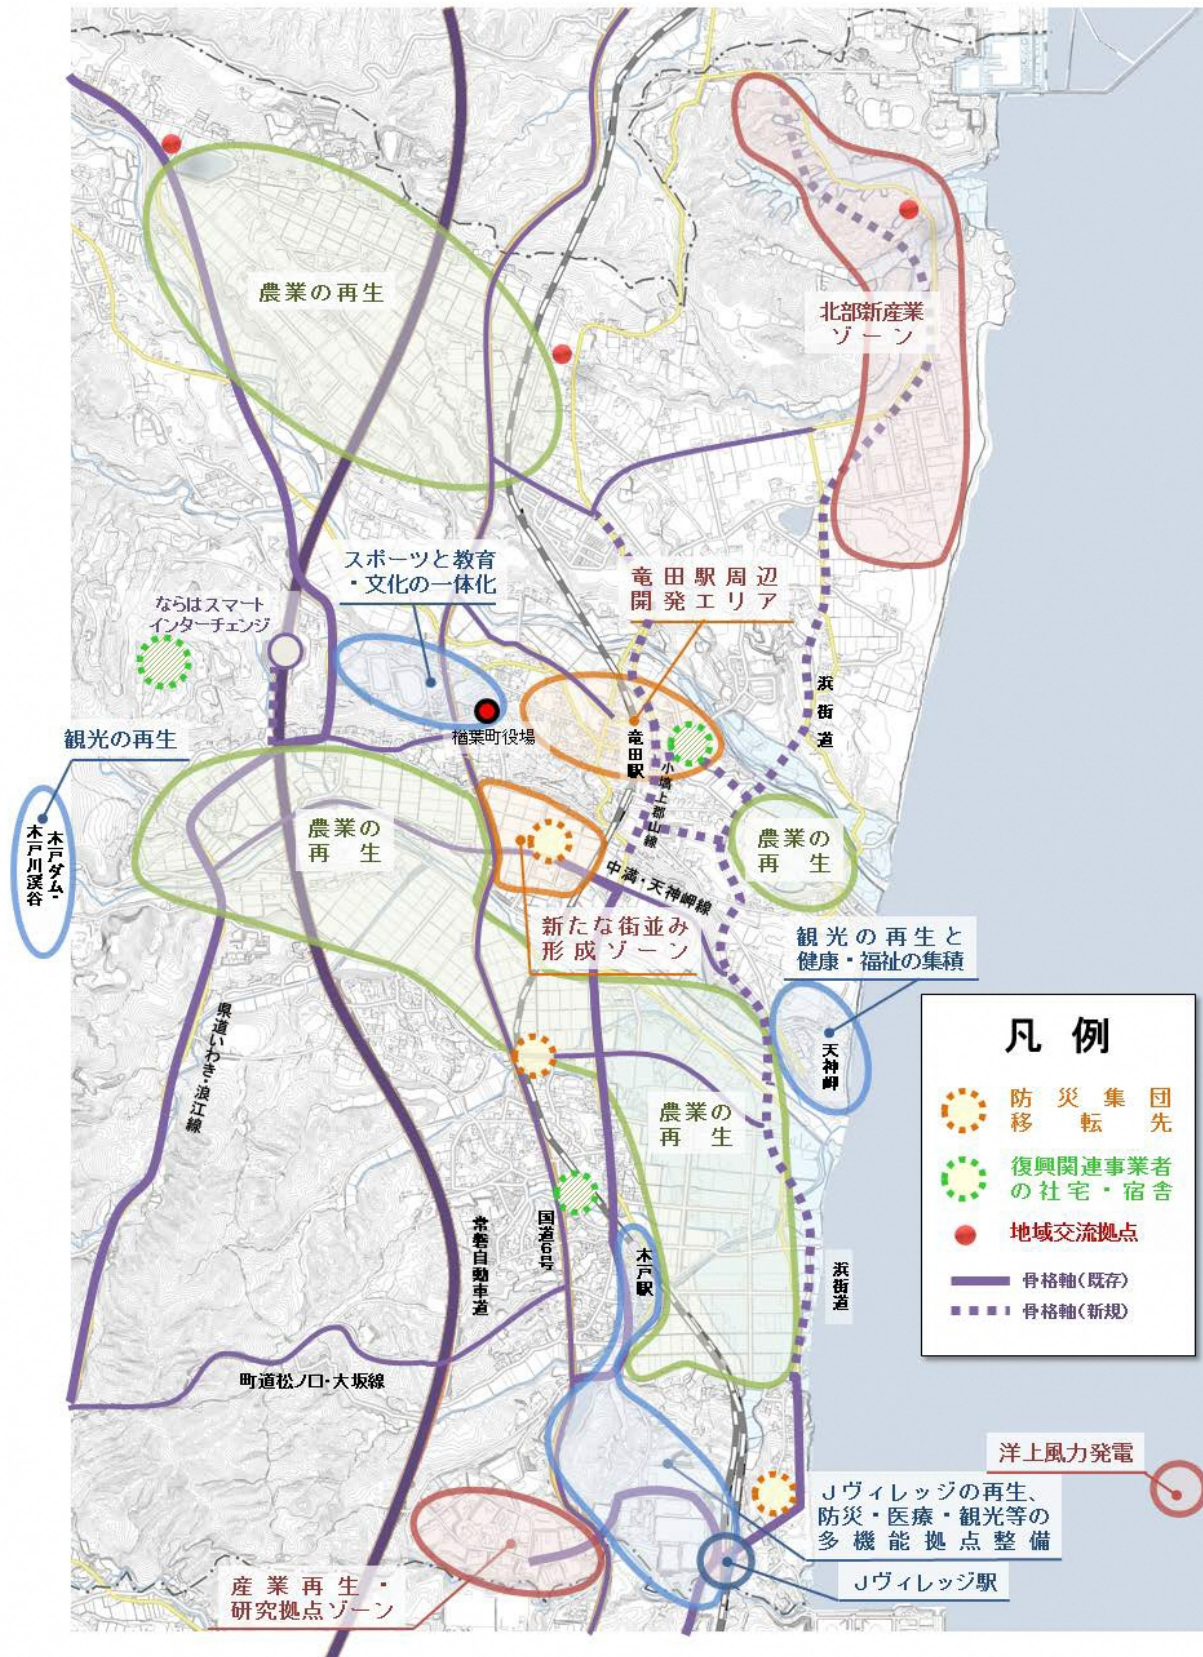 農業の再生
北部新産業
ゾーン
スポーツと教育
・文化の一体化
竜田駅周辺
開発エリア
ならはスマート
インターチェンジ
浜街道
観光の再生
楢葉町役場
竜田駅
小塙上郡山線
木戸ダム・
木戸川渓谷
農業の
再生
農業の
再生
中満・天神岬線
新たな街並み
形成ゾーン
観光の再生と
健康・福祉の集積
天神岬
県道いわき・浪江線
農業の
再生
凡例
防災集団
移転先
復興関連事業者
の社宅・宿舎
地域交流拠点
骨格軸(既存)
骨格軸(新規)
常磐自動車道
国道6号
木戸駅
浜街道
町道松ノ口・大坂線
洋上風力発電
Jヴィレッジの再生、
防災・医療・観光等の
多機能拠点整備
Jヴィレッジ駅
産業再生・
研究拠点ゾーン